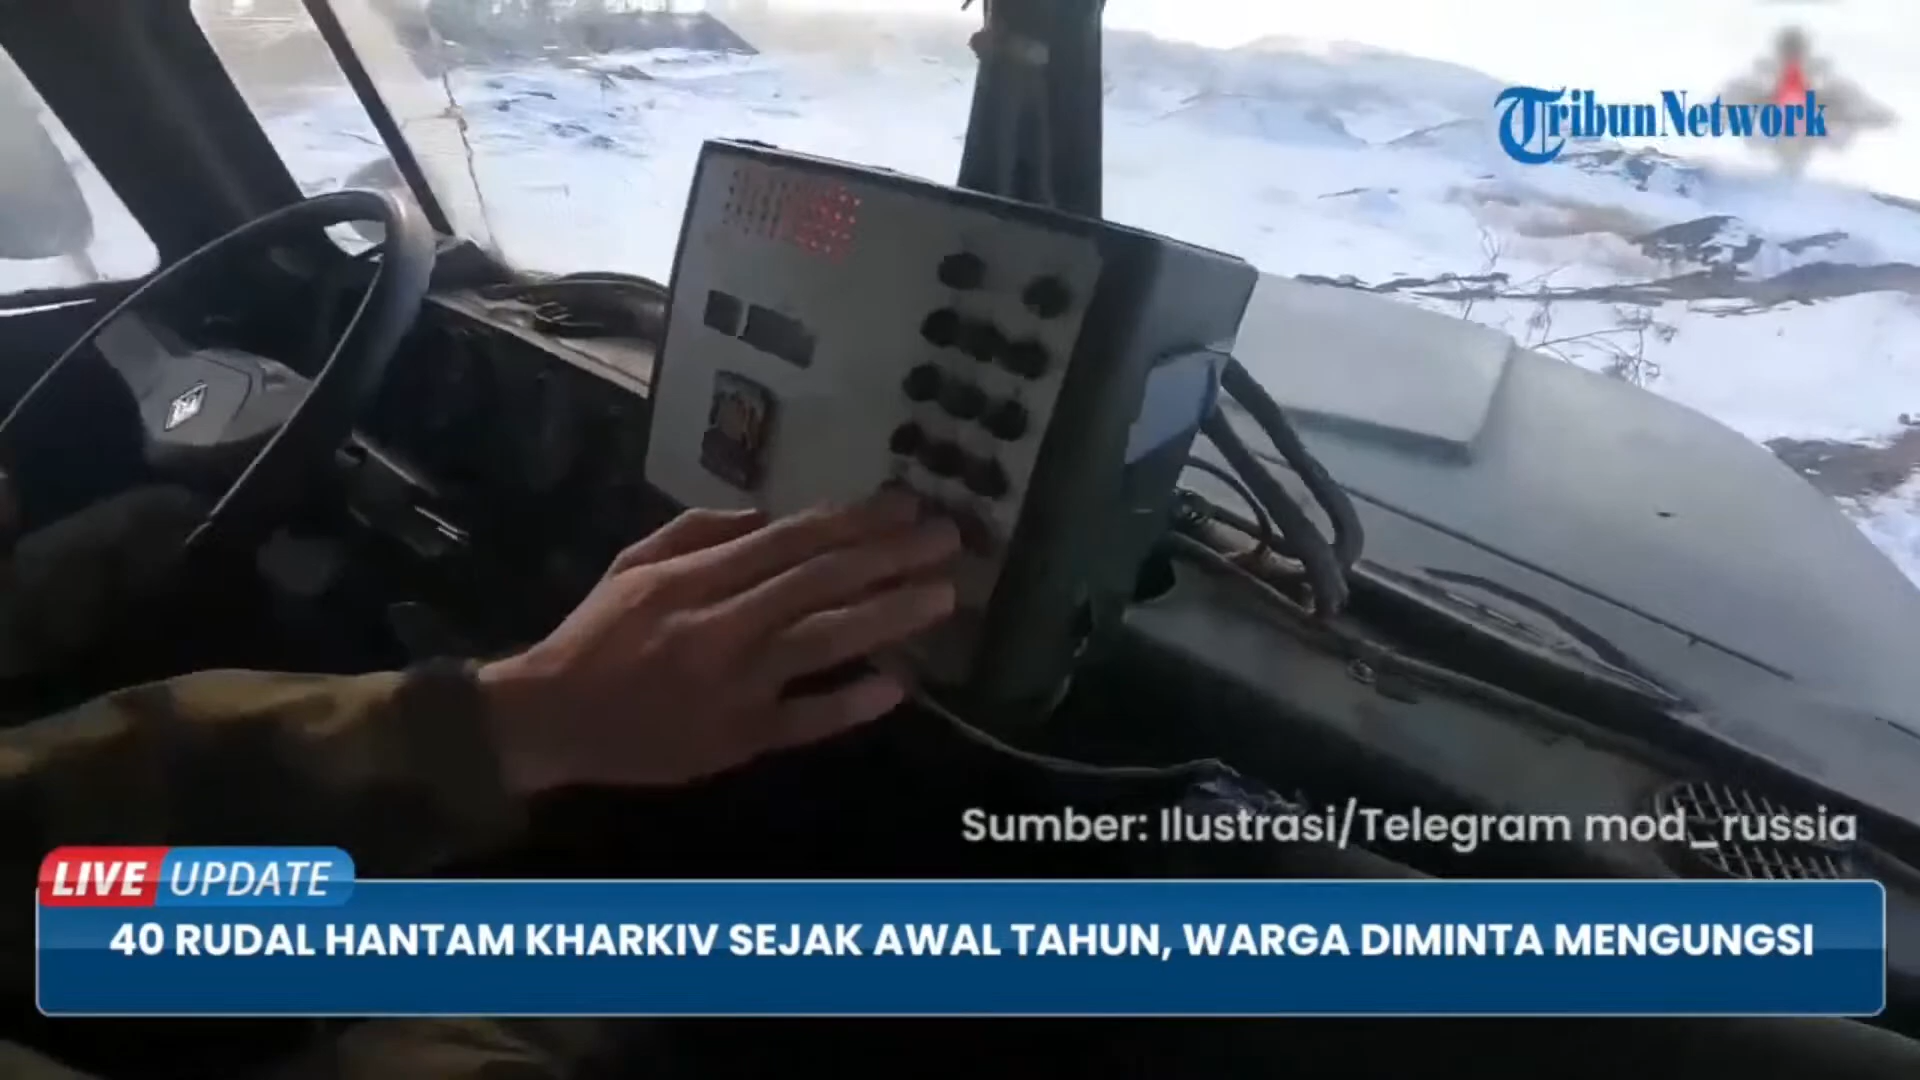 TribunNetwork
Sumber: Ilustrasi/Telegram mod_russia
LIVE UPDATE
40 RUDAL HANTAM KHARKIV SEJAK AWAL TAHUN, WARGA DIMINTA MENGUNGSI